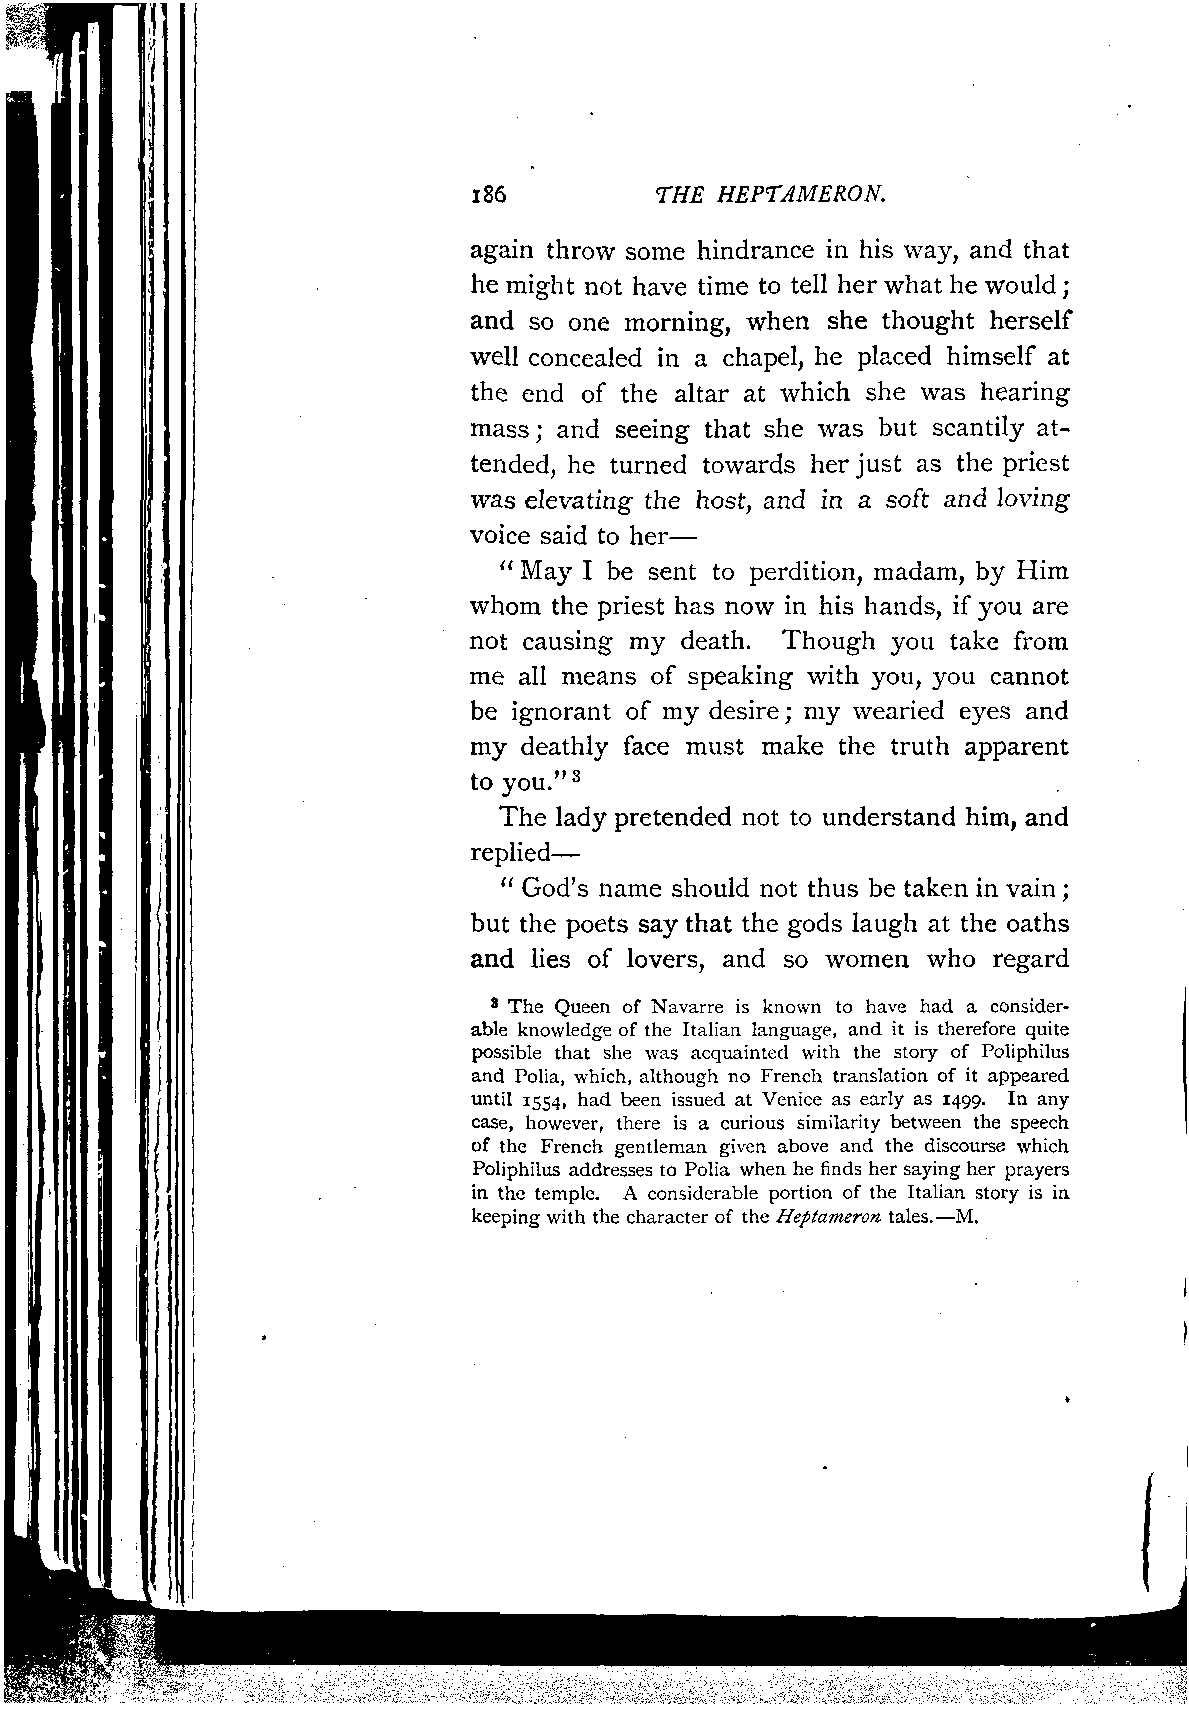 186 THE HEPTAMERON.
again throw some hindrance in his way, and that
he might not have time to tell her what he would;
and so one morning, when she thought herself
well concealed in a chapel, he placed himself at
the end of the altar at which she was hearing
mass; and seeing that she was but scantily at-
tended, he turned towards her just as the priest
was elevating the host, and in a soft and loving
voice said to her—
"May I be sent to perdition, madam, by Him
whom the priest has now in his hands, if you are
not causing my death. Though you take from
me all means of speaking with you, you cannot
be ignorant of my desire; my wearied eyes and
my deathly face must make the truth apparent
to you." 3
The lady pretended not to understand him, and
replied—
"God's name should not thus be taken in vain;
but the poets say that the gods laugh at the oaths
and lies of lovers, and so women who regard
3 The Queen of Navarre is known to have had a consider-
able knowledge of the Italian language, and it is therefore quite
possible that she was acquainted with the story of Poliphilus
and Polia, which, although no French translation of it appeared
until 1554, had been issued at Venice as early as 1499. In any
case, however, there is a curious similarity between the speech
of the French gentleman given above and the discourse which
Poliphilus addresses to Polia when he finds her saying her prayers
in the temple. A considerable portion of the Italian story is in
keeping with the character of the Heptameron tales.—M.